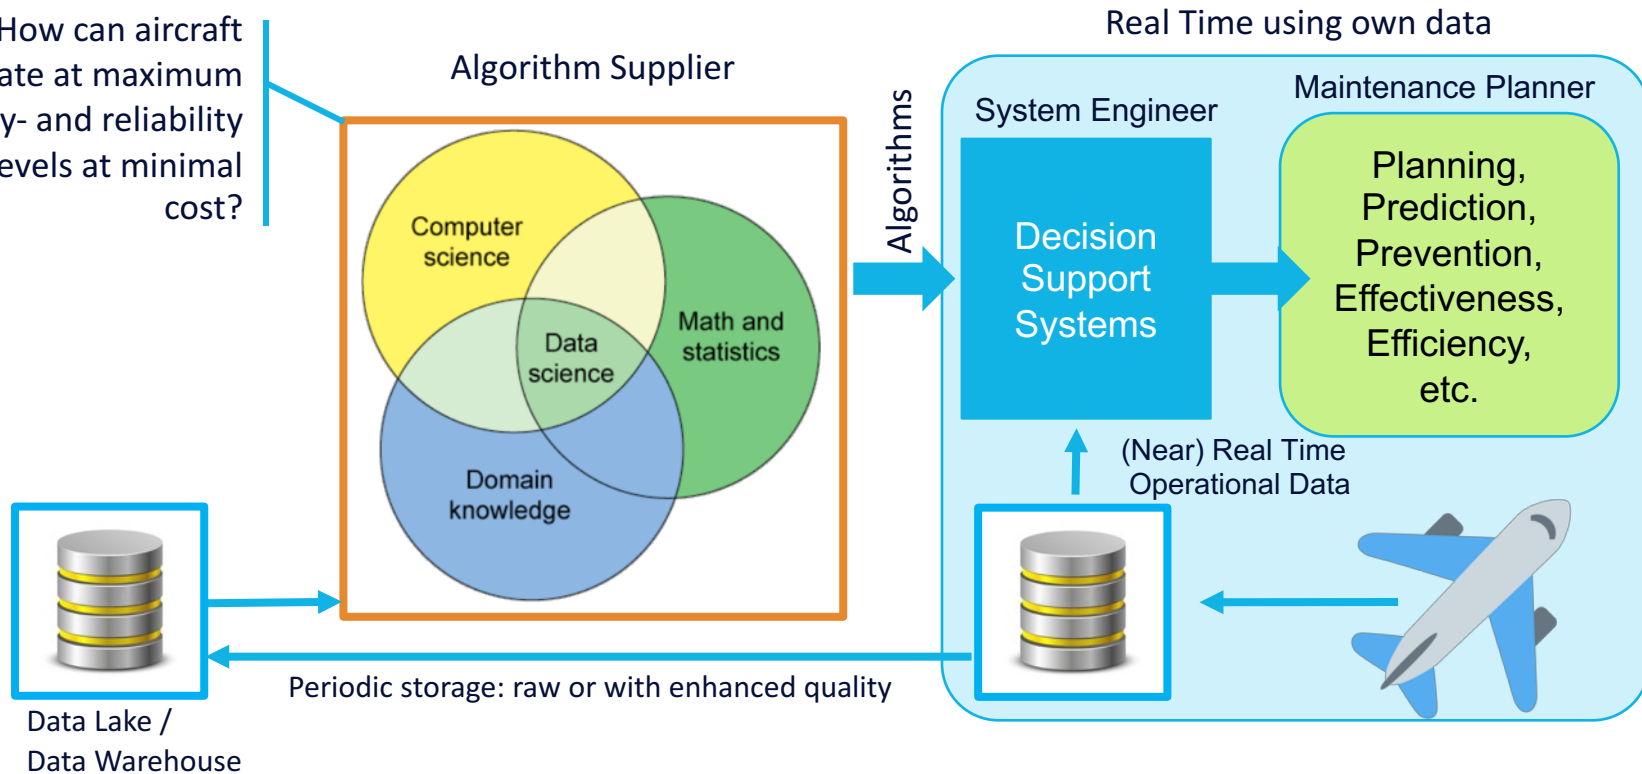 How can aircraft
ate at maximum
y- and reliability
evels at minimal
cost?
Algorithm Supplier
Computer
science
Math and
statistics
Data
science
Domain
knowledge
Algorithms
Real Time using own data
System Engineer
Maintenance Planner
Decision
Support
Systems
Planning,
Prediction,
Prevention,
Effectiveness,
Efficiency,
etc.
(Near) Real Time
Operational Data
Periodic storage: raw or with enhanced quality
Data Lake /
Data Warehouse